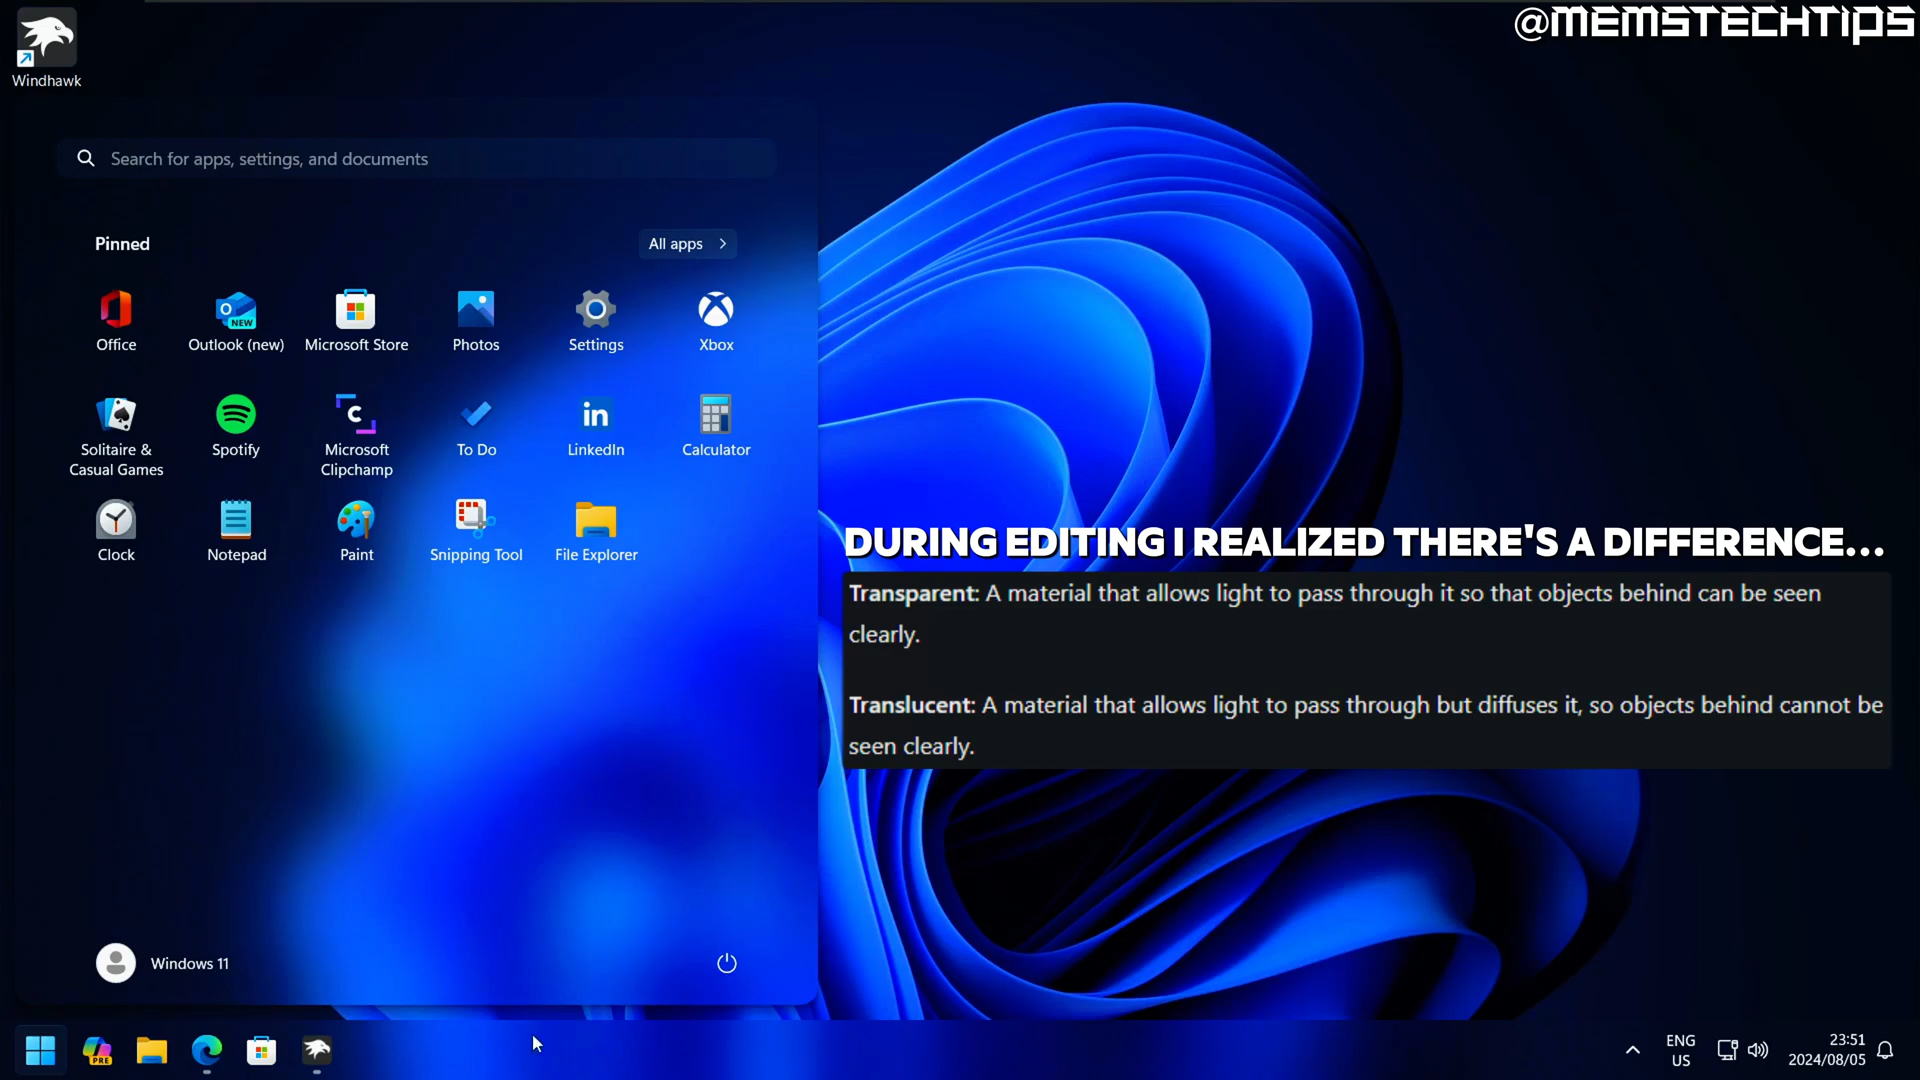 @MEMSTECHTIPS
Windhawk
Search for apps, settings, and documents
Pinned
All apps
Office
Outlook (new)
NEW
Microsoft Store
Photos
Settings
Xbox
Solitaire &
Casual Games
Spotify
Microsoft
Clipchamp
To Do
LinkedIn
Calculator
Clock
Notepad
Paint
Snipping Tool
File Explorer
DURING EDITING I REALIZED THERE'S A DIFFERENCE...
Transparent: A material that allows light to pass through it so that objects behind can be seen
clearly.
Translucent: A material that allows light to pass through but diffuses it, so objects behind cannot be
seen clearly.
Windows 11
PRE
ENG
US
23:51
2024/08/05